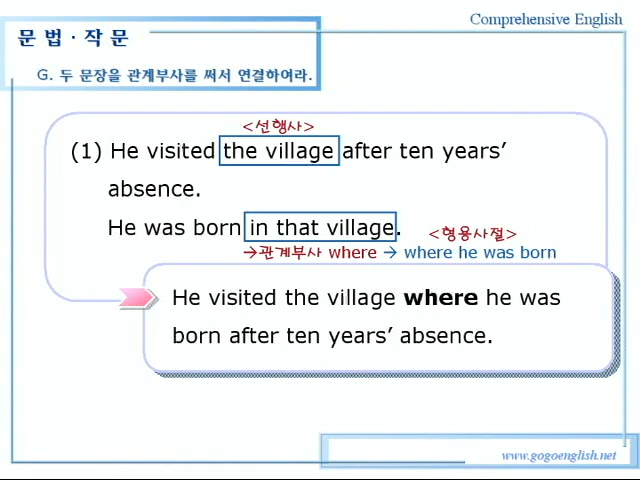 Comprehensive English
문 법 · 작 문
G. 두 문장을 관계부사를 써서 연결하여라.
<선행사>
(1) He visited the village after ten years’
absence.
He was born in that village.
<형용사절>
→관계부사 where → where he was born
He visited the village where he was
born after ten years’ absence.
www.gogoenglish.net